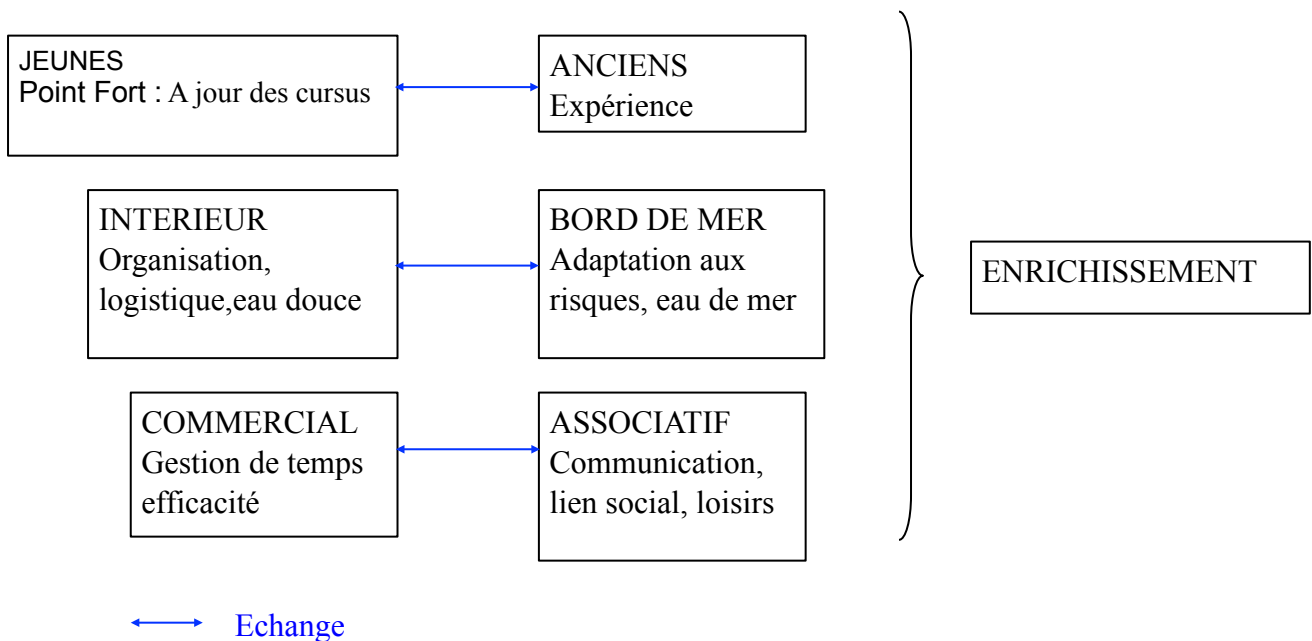 JEUNES
Point Fort : A jour des cursus
ANCIENS
Expérience
INTERIEUR
Organisation,
logistique,eau douce
BORD DE MER
Adaptation aux
risques, eau de mer
ENRICHISSEMENT
COMMERCIAL
Gestion de temps
efficacité
ASSOCIATIF
Communication,
lien social, loisirs
Echange